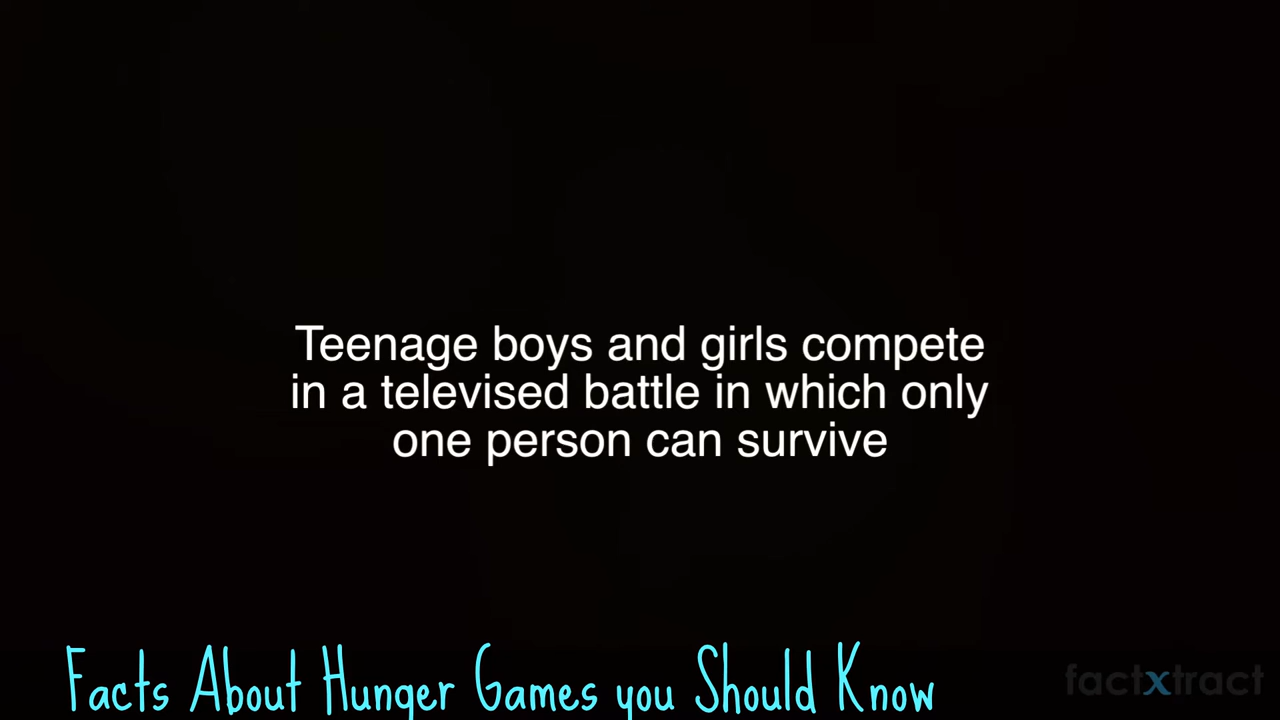 Teenage boys and girls compete
in a televised battle in which only
one person can survive
Facts About Hunger Games you Should Know
factxtract